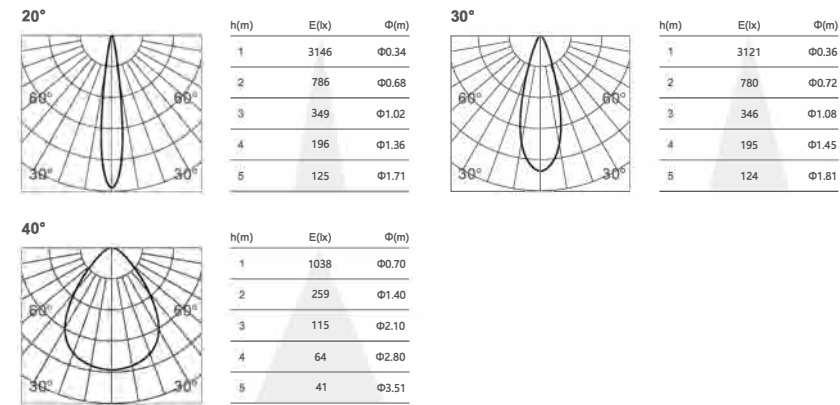 20°
60° 60°
30° 30°
h(m) E(lx) Φ(m)
1 3146 Φ0.34
2 786 Φ0.68
3 349 Φ1.02
4 196 Φ1.36
5 125 Φ1.71
30°
60° 60°
30° 30°
h(m) E(lx) Φ(m)
1 3121 Φ0.36
2 780 Φ0.72
3 346 Φ1.08
4 195 Φ1.45
5 124 Φ1.81
40°
60° 60°
30° 30°
h(m) E(lx) Φ(m)
1 1038 Φ0.70
2 259 Φ1.40
3 115 Φ2.10
4 64 Φ2.80
5 41 Φ3.51